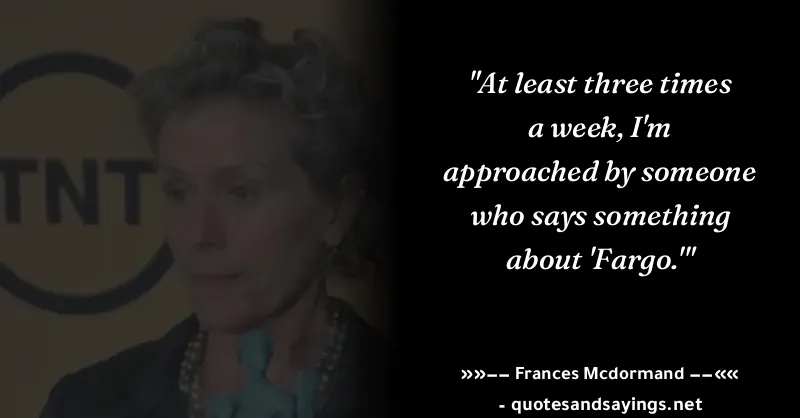 TNT
"At least three times
a week, I'm
approached by someone
who says something
about 'Fargo.'"
»»–– Frances Mcdormand ––««
- quotesandsayings.net